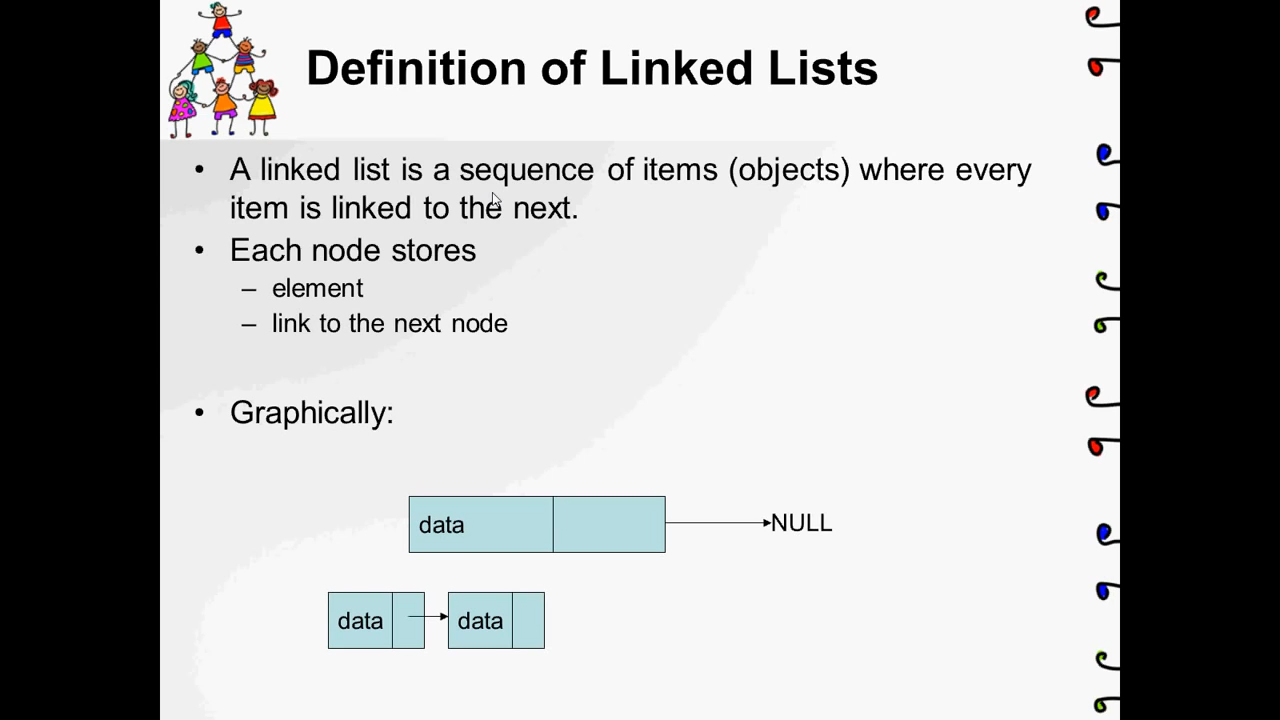 Definition of Linked Lists
• A linked list is a sequence of items (objects) where every
item is linked to the next.
• Each node stores
– element
– link to the next node
• Graphically:
data
NULL
data
data